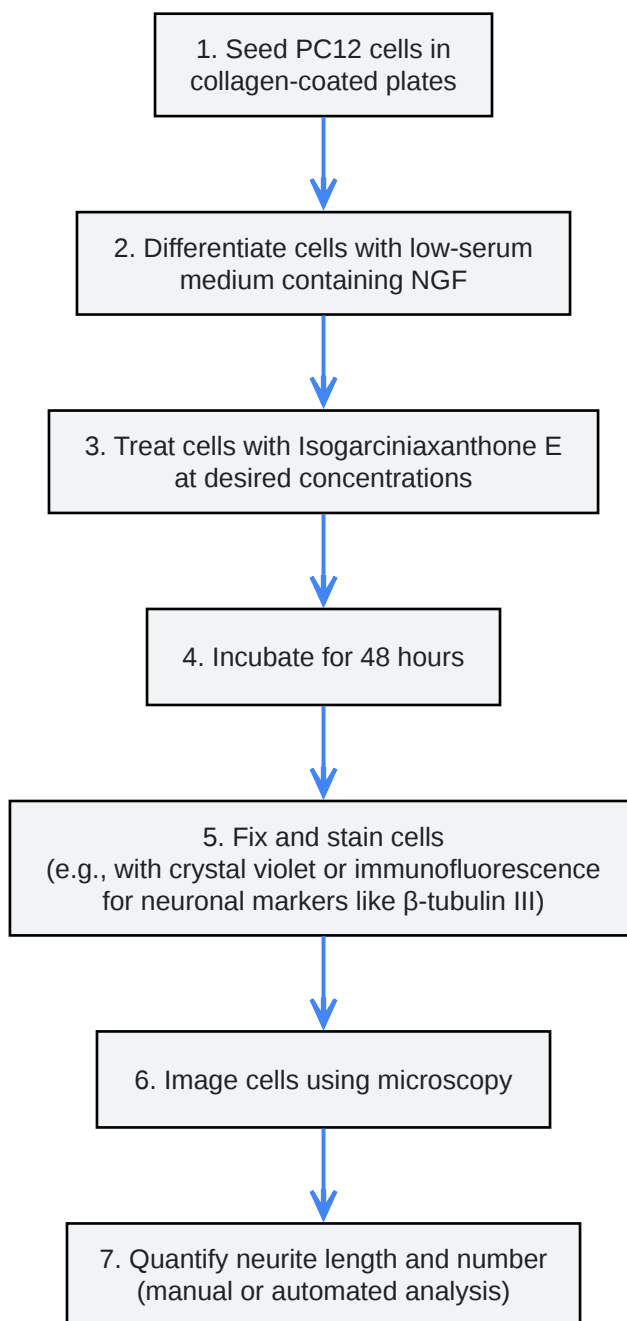 1. Seed PC12 cells in
collagen-coated plates
2. Differentiate cells with low-serum
medium containing NGF
3. Treat cells with Isogarciniaxanthone E
at desired concentrations
4. Incubate for 48 hours
5. Fix and stain cells
(e.g., with crystal violet or immunofluorescence
for neuronal markers like β-tubulin III)
6. Image cells using microscopy
7. Quantify neurite length and number
(manual or automated analysis)